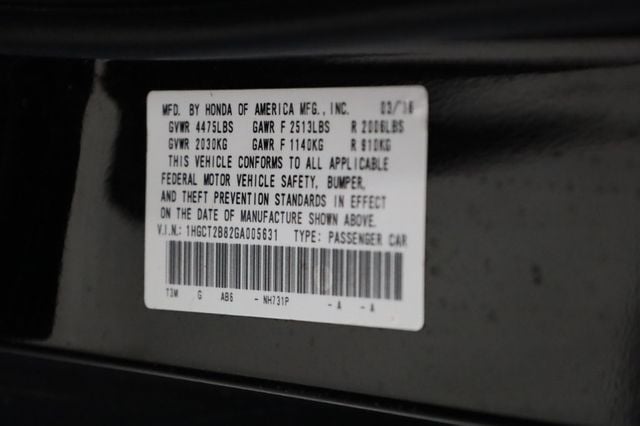 MFD. BY HONDA OF AMERICA MFG., INC. 03/16
GVWR 4475LBS GAWR F 2513LBS R 2006LBS
GVWR 2030KG GAWR F 1140KG R 910KG
THIS VEHICLE CONFORMS TO ALL APPLICABLE
FEDERAL MOTOR VEHICLE SAFETY, BUMPER,
AND THEFT PREVENTION STANDARDS IN EFFECT
ON THE DATE OF MANUFACTURE SHOWN ABOVE.
V.I.N.: 1HGCT2B82GA005631 TYPE: PASSENGER CAR
T3M G AB6 - NH731P - A - A